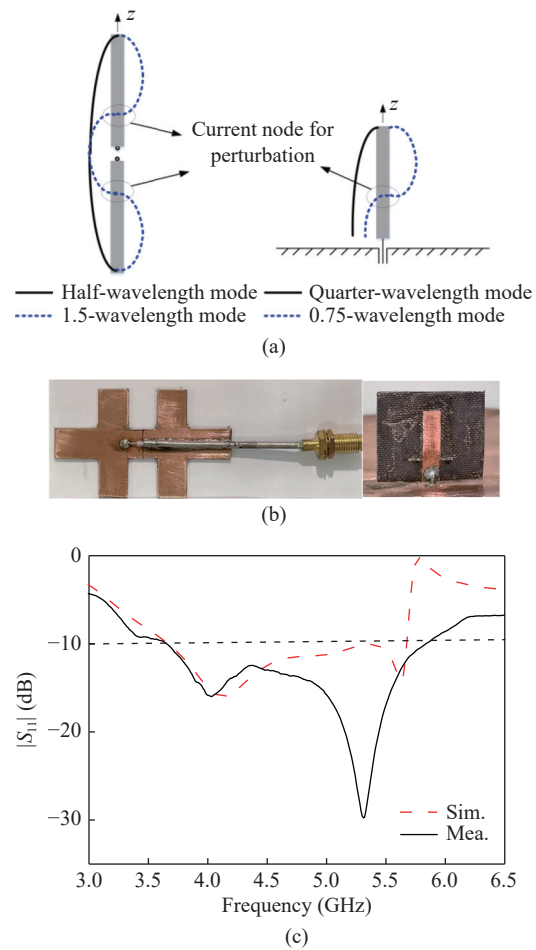 z
z
Current node for
perturbation
Half-wavelength mode Quarter-wavelength mode
1.5-wavelength mode 0.75-wavelength mode
(a)
(b)
0
−10
−20
−30
|S₁₁| (dB)
Sim.
Mea.
3.0 3.5 4.0 4.5 5.0 5.5 6.0 6.5
Frequency (GHz)
(c)